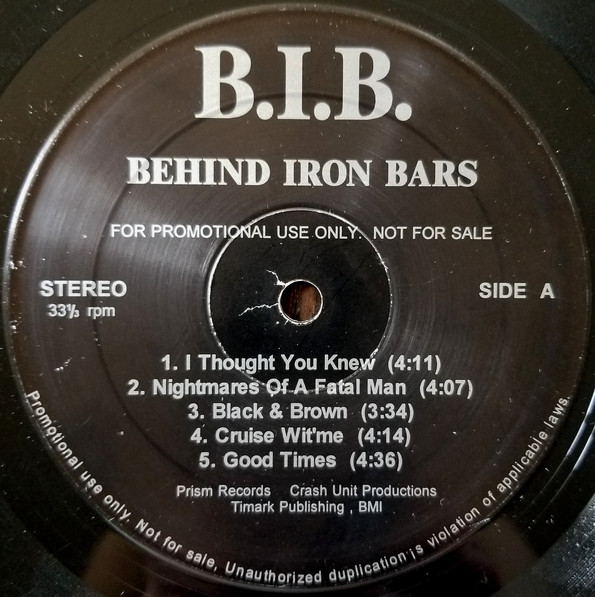 B.I.B.
BEHIND IRON BARS
FOR PROMOTIONAL USE ONLY. NOT FOR SALE
STEREO
33⅓ rpm
SIDE A
1. I Thought You Knew (4:11)
2. Nightmares Of A Fatal Man (4:07)
3. Black & Brown (3:34)
4. Cruise Wit'me (4:14)
5. Good Times (4:36)
Prism Records Crash Unit Productions
Timark Publishing , BMI
Promotional use only. Not for sale, Unauthorized duplication is violation of applicable laws.